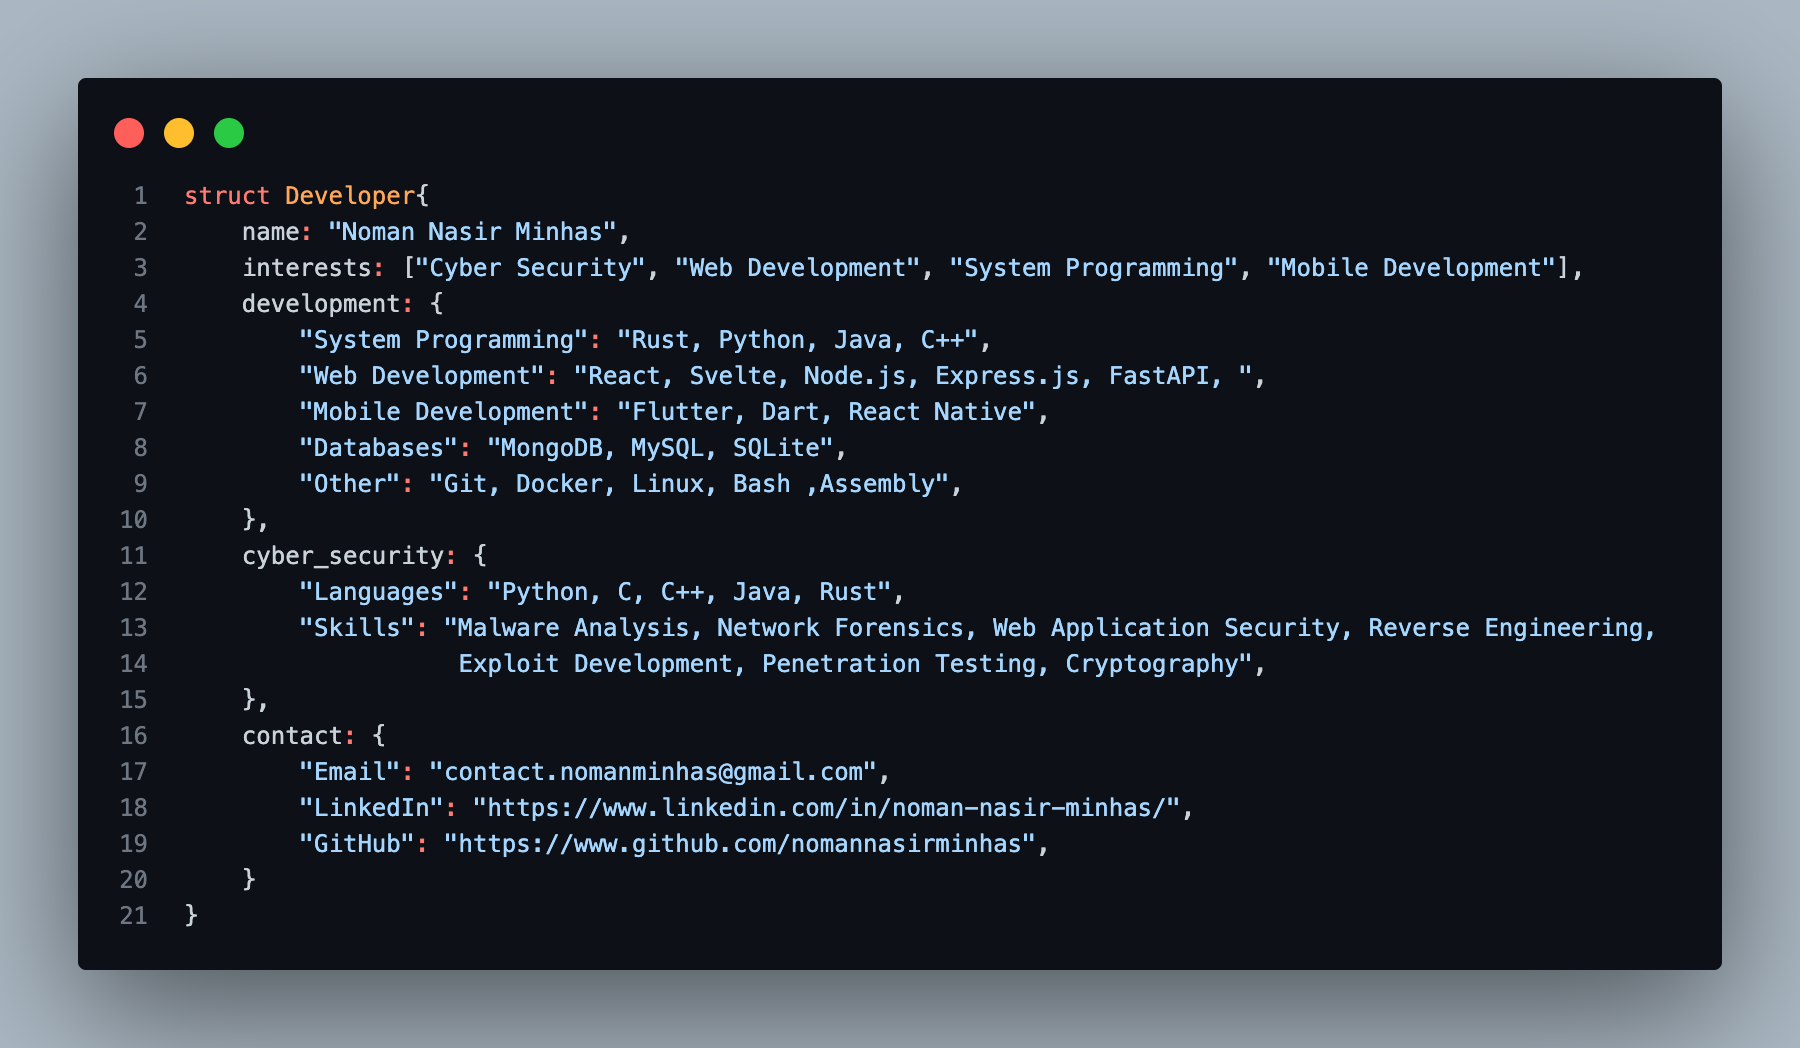 1 struct Developer{
2     name: "Noman Nasir Minhas",
3     interests: ["Cyber Security", "Web Development", "System Programming", "Mobile Development"],
4     development: {
5         "System Programming": "Rust, Python, Java, C++",
6         "Web Development": "React, Svelte, Node.js, Express.js, FastAPI, ",
7         "Mobile Development": "Flutter, Dart, React Native",
8         "Databases": "MongoDB, MySQL, SQLite",
9         "Other": "Git, Docker, Linux, Bash ,Assembly",
10     },
11     cyber_security: {
12         "Languages": "Python, C, C++, Java, Rust",
13         "Skills": "Malware Analysis, Network Forensics, Web Application Security, Reverse Engineering,
14                    Exploit Development, Penetration Testing, Cryptography",
15     },
16     contact: {
17         "Email": "contact.nomanminhas@gmail.com",
18         "LinkedIn": "https://www.linkedin.com/in/noman-nasir-minhas/",
19         "GitHub": "https://www.github.com/nomannasirminhas",
20     }
21 }